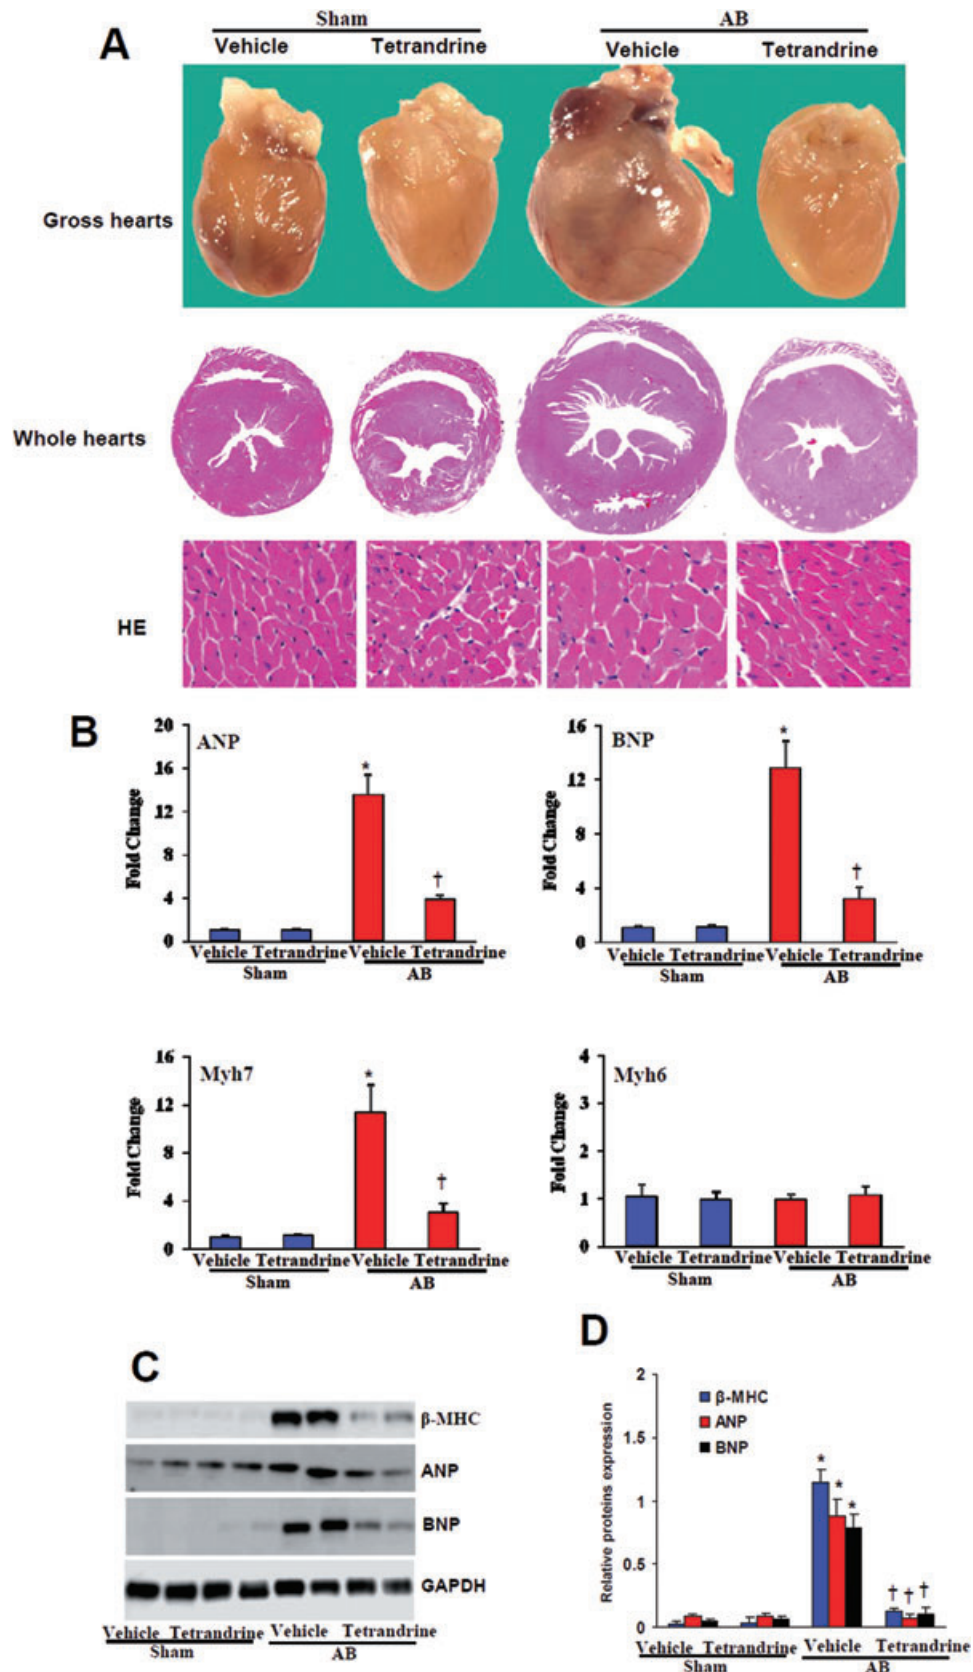 A
Sham
AB
Vehicle
Tetrandrine
Vehicle
Tetrandrine
Gross hearts
Whole hearts
HE
B
20
16
12
8
4
0
Fold Change
ANP
*
†
Vehicle Tetrandrine
Vehicle Tetrandrine
Sham
AB
16
12
8
4
0
Fold Change
BNP
*
†
Vehicle Tetrandrine
Vehicle Tetrandrine
Sham
AB
16
12
8
4
0
Fold Change
Myh7
*
†
Vehicle Tetrandrine
Vehicle Tetrandrine
Sham
AB
4
3
2
1
0
Fold Change
Myh6
Vehicle Tetrandrine
Vehicle Tetrandrine
Sham
AB
C
β-MHC
ANP
BNP
GAPDH
Vehicle Tetrandrine
Vehicle Tetrandrine
Sham
AB
D
2
1.5
1
0.5
0
Relative proteins expression
β-MHC
ANP
BNP
* * *
† † †
Vehicle Tetrandrine
Vehicle Tetrandrine
Sham
AB